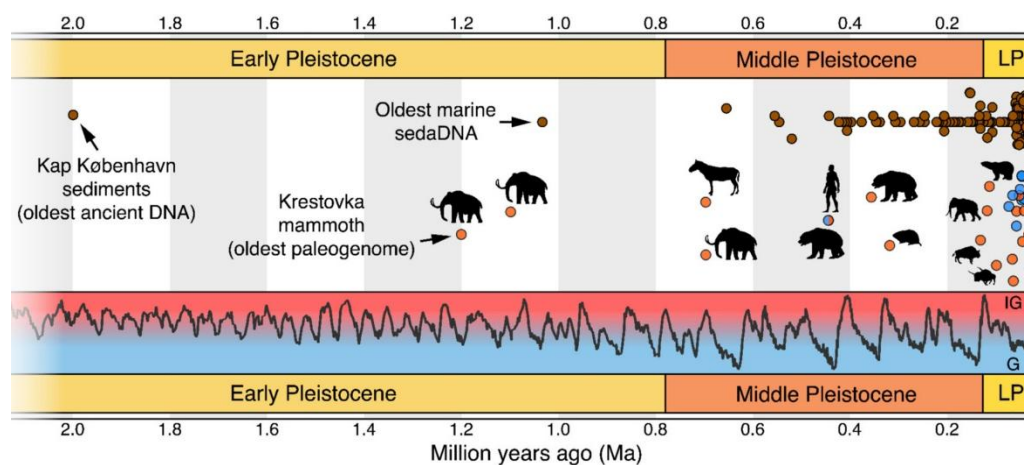 2.0 1.8 1.6 1.4 1.2 1.0 0.8 0.6 0.4 0.2
Early Pleistocene Middle Pleistocene LP
Oldest marine
sedaDNA
Kap København
sediments
(oldest ancient DNA)
Krestovka
mammoth
(oldest paleogenome)
IG
G
Early Pleistocene Middle Pleistocene LP
2.0 1.8 1.6 1.4 1.2 1.0 0.8 0.6 0.4 0.2
Million years ago (Ma)